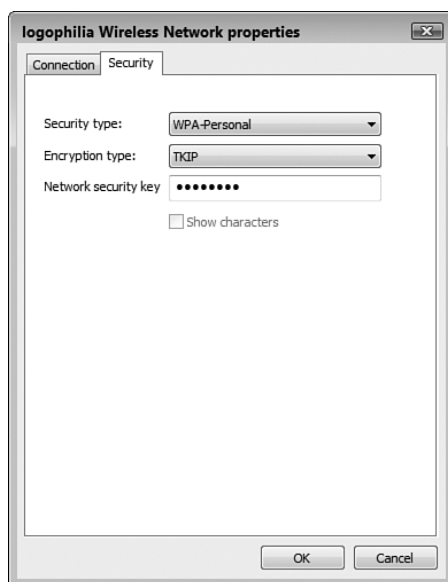 logophilia Wireless Network properties
Connection Security
Security type: WPA-Personal
Encryption type: TKIP
Network security key ••••••••
Show characters
OK Cancel